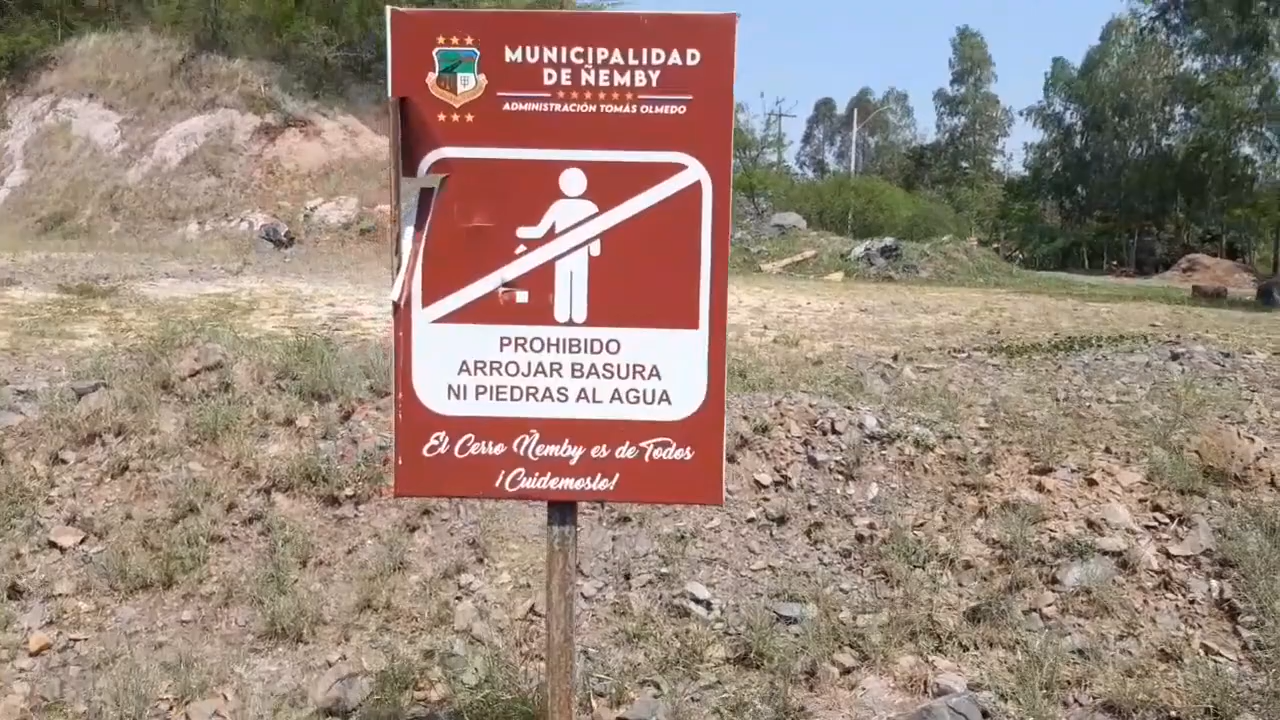 MUNICIPALIDAD
DE ÑEMBY
ADMINISTRACIÓN TOMÁS OLMEDO
PROHIBIDO
ARROJAR BASURA
NI PIEDRAS AL AGUA
El Cerro Ñemby es de Todos
¡Cuidemoslo!